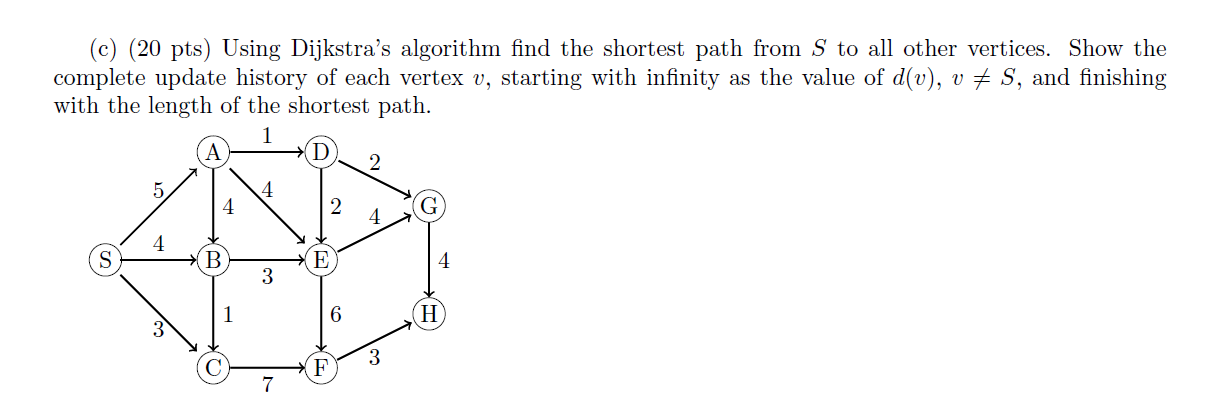 (c) (20 pts) Using Dijkstra's algorithm find the shortest path from S to all other vertices. Show the
complete update history of each vertex v, starting with infinity as the value of d(v), v ≠ S, and finishing
with the length of the shortest path.
1
A D
2
5 4
4 2 4 G
4
S B E 4
3
1 6 H
3
C F 3
7